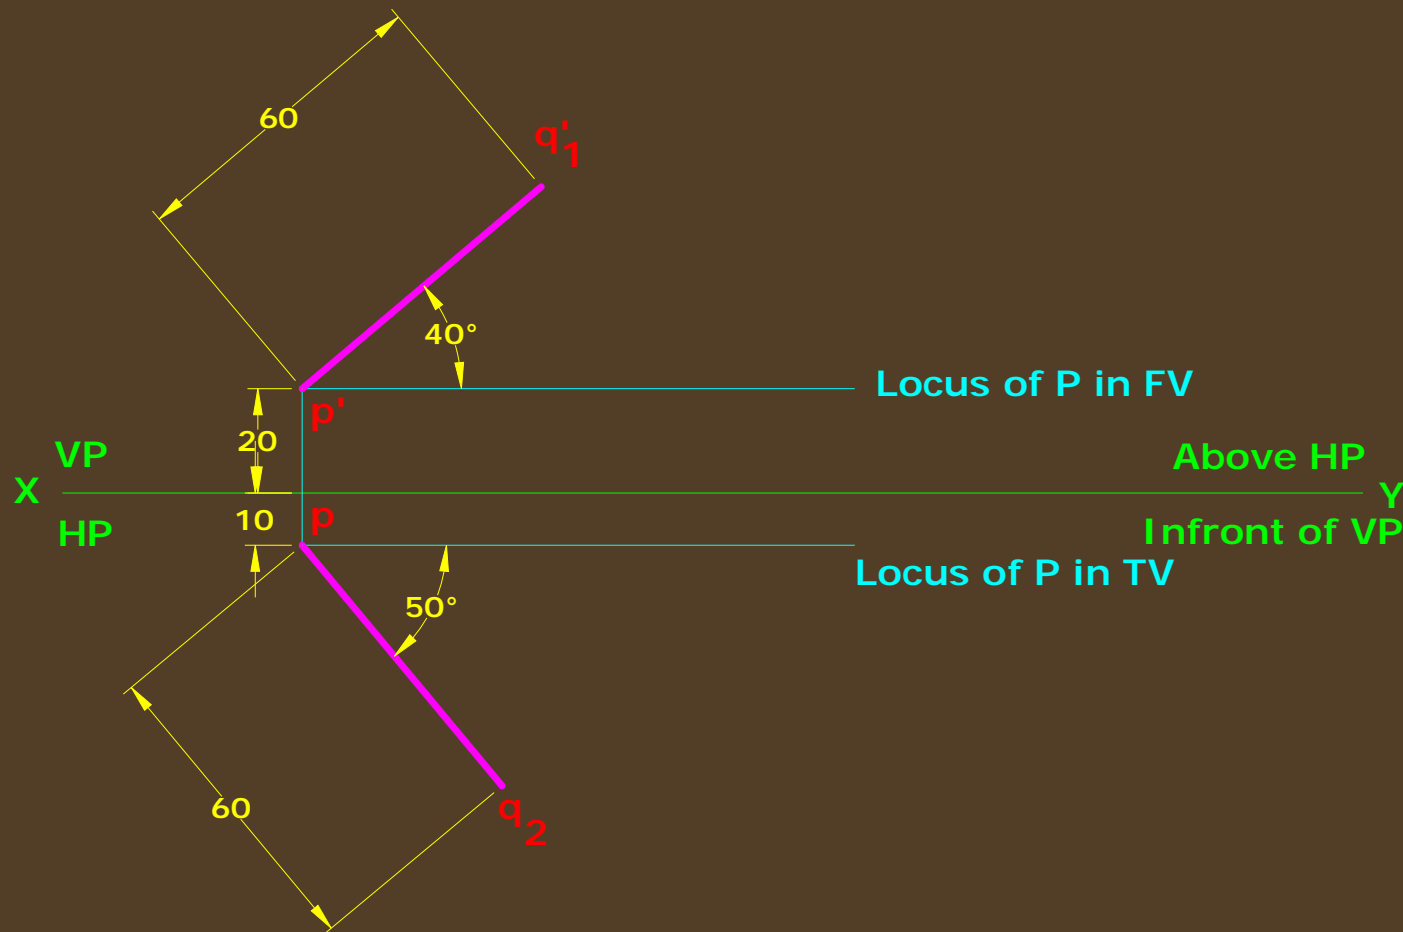 60
q'1
40°
Locus of P in FV
p'
20
VP
Above HP
X
Y
10
p
HP
Infront of VP
Locus of P in TV
50°
60
q2